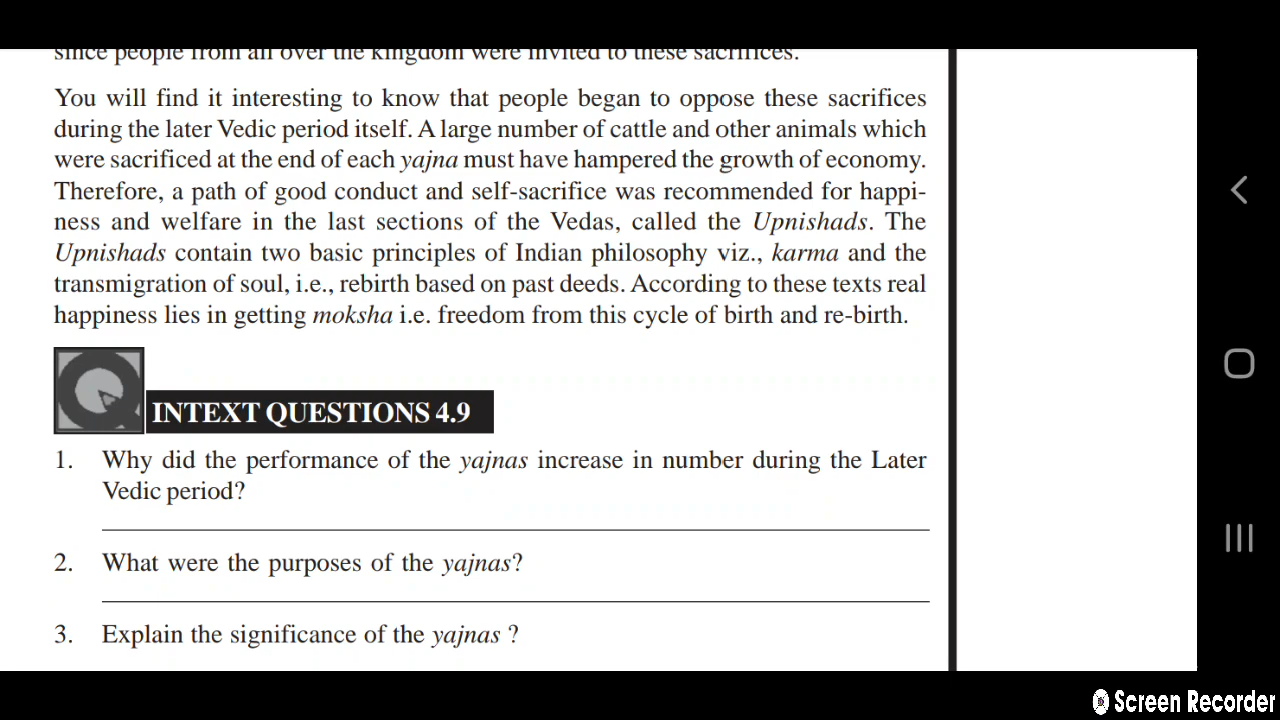 since people from all over the kingdom were invited to these sacrifices.
You will find it interesting to know that people began to oppose these sacrifices
during the later Vedic period itself. A large number of cattle and other animals which
were sacrificed at the end of each yajna must have hampered the growth of economy.
Therefore, a path of good conduct and self-sacrifice was recommended for happi-
ness and welfare in the last sections of the Vedas, called the Upnishads. The
Upnishads contain two basic principles of Indian philosophy viz., karma and the
transmigration of soul, i.e., rebirth based on past deeds. According to these texts real
happiness lies in getting moksha i.e. freedom from this cycle of birth and re-birth.
INTEXT QUESTIONS 4.9
1. Why did the performance of the yajnas increase in number during the Later
Vedic period?
2. What were the purposes of the yajnas?
3. Explain the significance of the yajnas ?
Screen Recorder